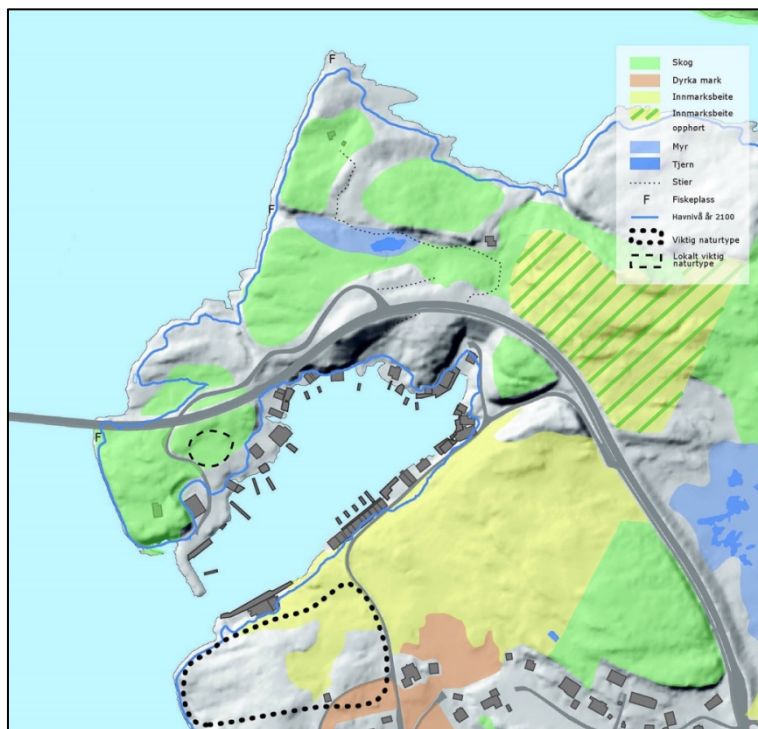 F
Skog
Dyrka mark
Innmarksbeite
Innmarksbeite
opphørt
Myr
Tjern
Stier
F Fiskeplass
Havnivå år 2100
Viktig naturtype
Lokalt viktig
naturtype
F
F